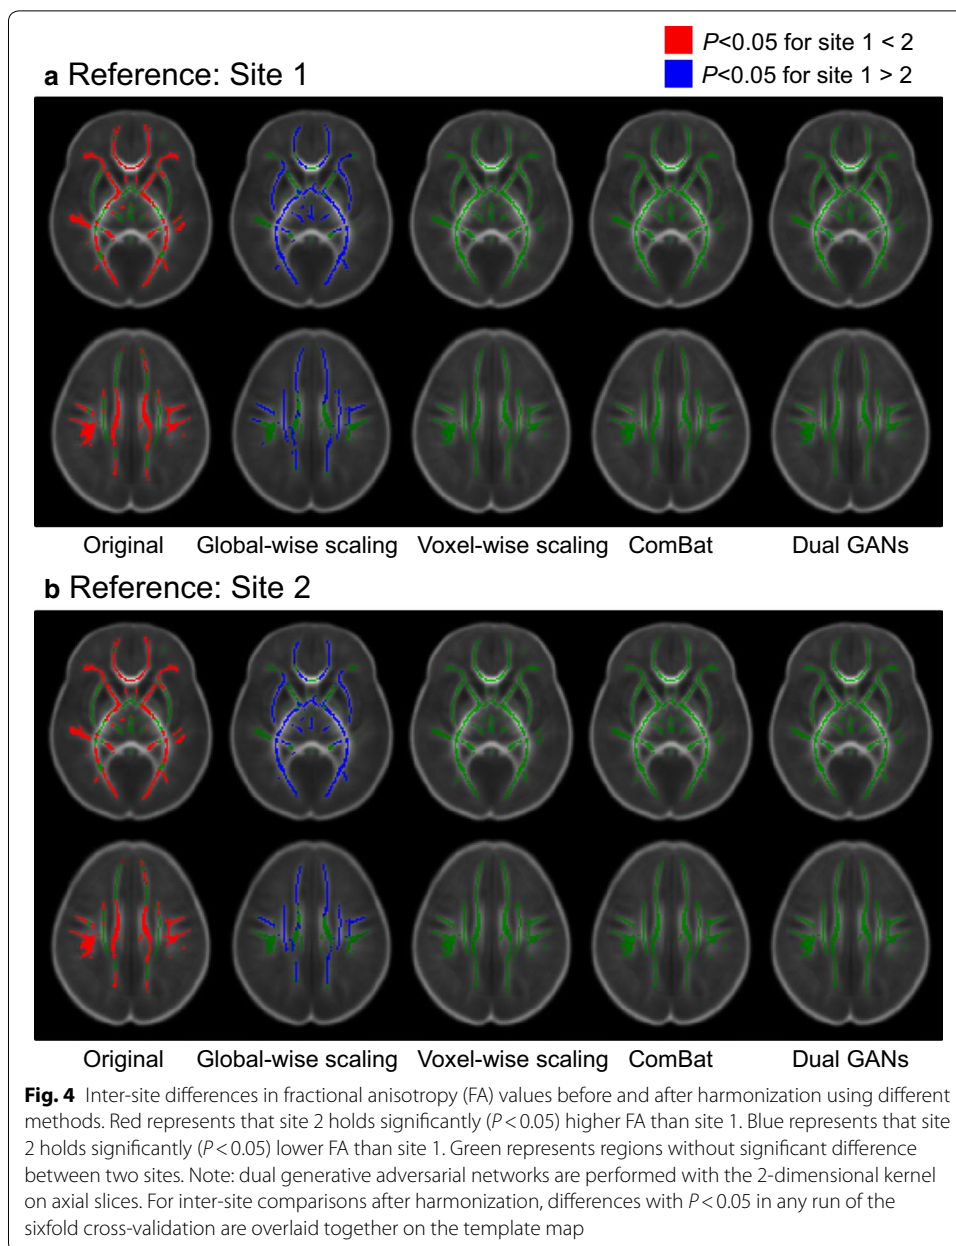 P<0.05 for site 1 < 2
P<0.05 for site 1 > 2
a Reference: Site 1
Original Global-wise scaling Voxel-wise scaling ComBat Dual GANs
b Reference: Site 2
Original Global-wise scaling Voxel-wise scaling ComBat Dual GANs
Fig. 4 Inter-site differences in fractional anisotropy (FA) values before and after harmonization using different
methods. Red represents that site 2 holds significantly (P < 0.05) higher FA than site 1. Blue represents that site
2 holds significantly (P < 0.05) lower FA than site 1. Green represents regions without significant difference
between two sites. Note: dual generative adversarial networks are performed with the 2-dimensional kernel
on axial slices. For inter-site comparisons after harmonization, differences with P < 0.05 in any run of the
sixfold cross-validation are overlaid together on the template map